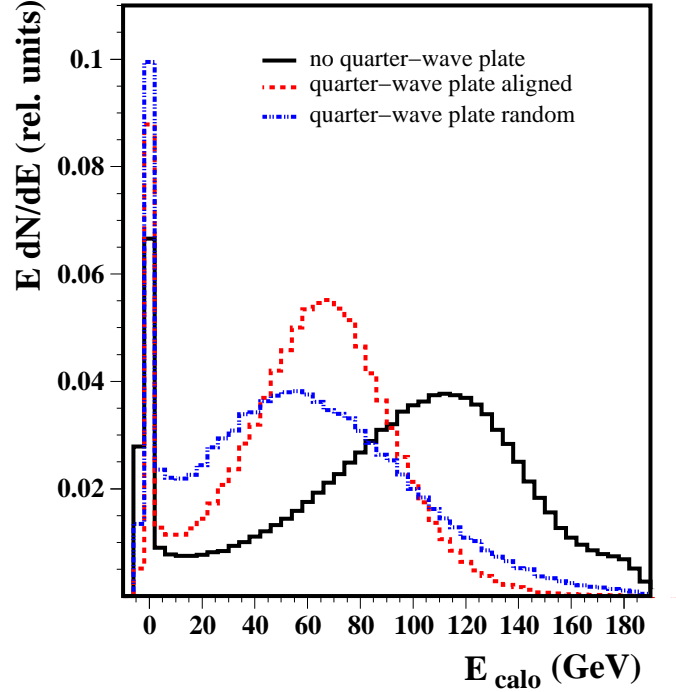 E dN/dE (rel. units)
0.1
0.08
0.06
0.04
0.02
no quarter−wave plate
quarter−wave plate aligned
quarter−wave plate random
0 20 40 60 80 100 120 140 160 180
E calo (GeV)